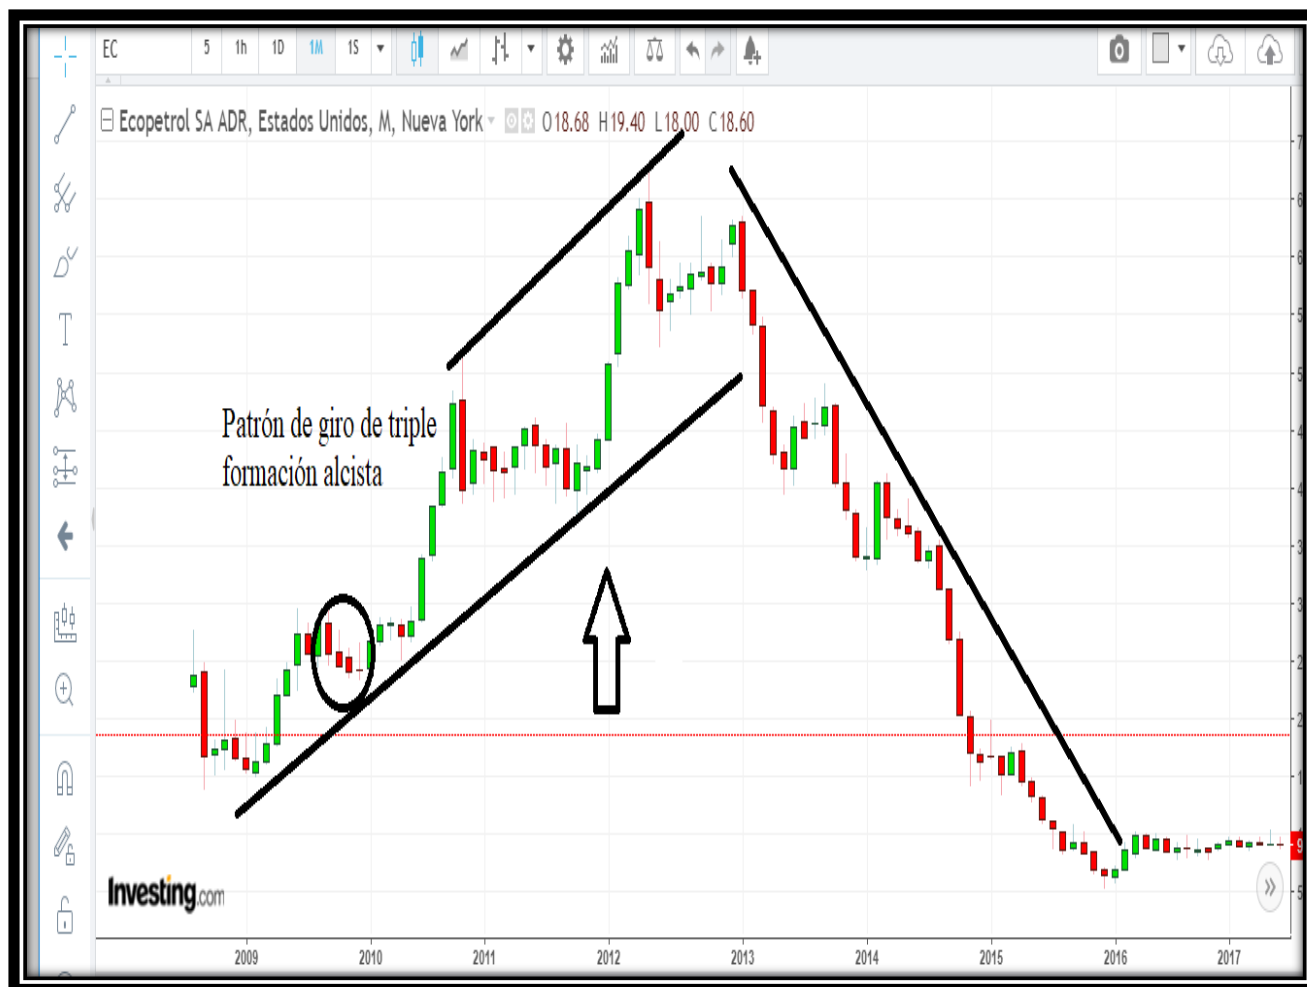 EC 5 1h 1D 1M 1S
Ecopetrol SA ADR, Estados Unidos, M, Nueva York O18.68 H19.40 L18.00 C18.60
Patrón de giro de triple
formación alcista
T
Investing.com
2009 2010 2011 2012 2013 2014 2015 2016 2017